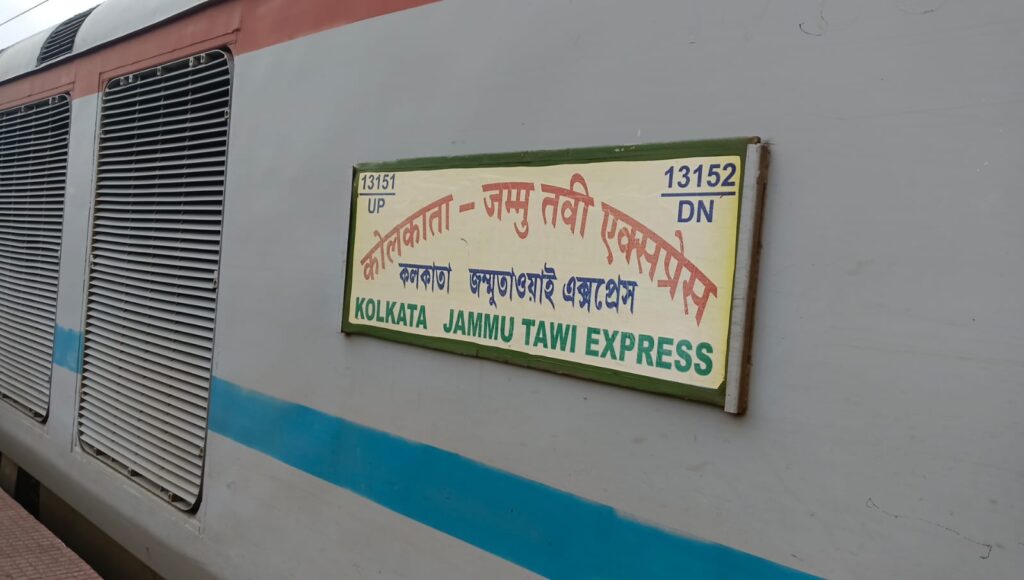 13151
UP
13152
DN
कोलकाता – जम्मु तवी एक्सप्रेस
কলকাতা জম্মুতাওয়াই এক্সপ্রেস
KOLKATA JAMMU TAWI EXPRESS